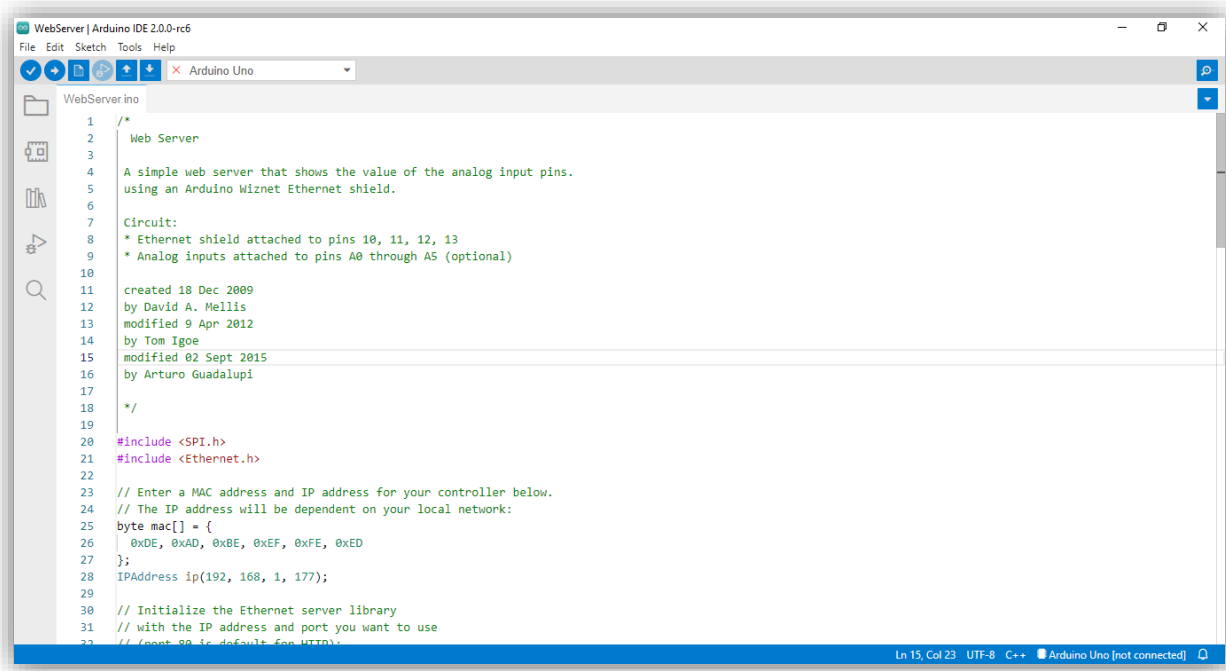 WebServer | Arduino IDE 2.0.0-rc6
File Edit Sketch Tools Help
Arduino Uno
WebServer.ino
1 /*
2 Web Server
3
4 A simple web server that shows the value of the analog input pins.
5 using an Arduino Wiznet Ethernet shield.
6
7 Circuit:
8 * Ethernet shield attached to pins 10, 11, 12, 13
9 * Analog inputs attached to pins A0 through A5 (optional)
10
11 created 18 Dec 2009
12 by David A. Mellis
13 modified 9 Apr 2012
14 by Tom Igoe
15 modified 02 Sept 2015
16 by Arturo Guadalupi
17
18 */
19
20 #include <SPI.h>
21 #include <Ethernet.h>
22
23 // Enter a MAC address and IP address for your controller below.
24 // The IP address will be dependent on your local network:
25 byte mac[] = {
26 0xDE, 0xAD, 0xBE, 0xEF, 0xFE, 0xED
27 };
28 IPAddress ip(192, 168, 1, 177);
29
30 // Initialize the Ethernet server library
31 // with the IP address and port you want to use
32 // (port 80 is default for HTTP):
Ln 15, Col 23 UTF-8 C++ Arduino Uno [not connected]